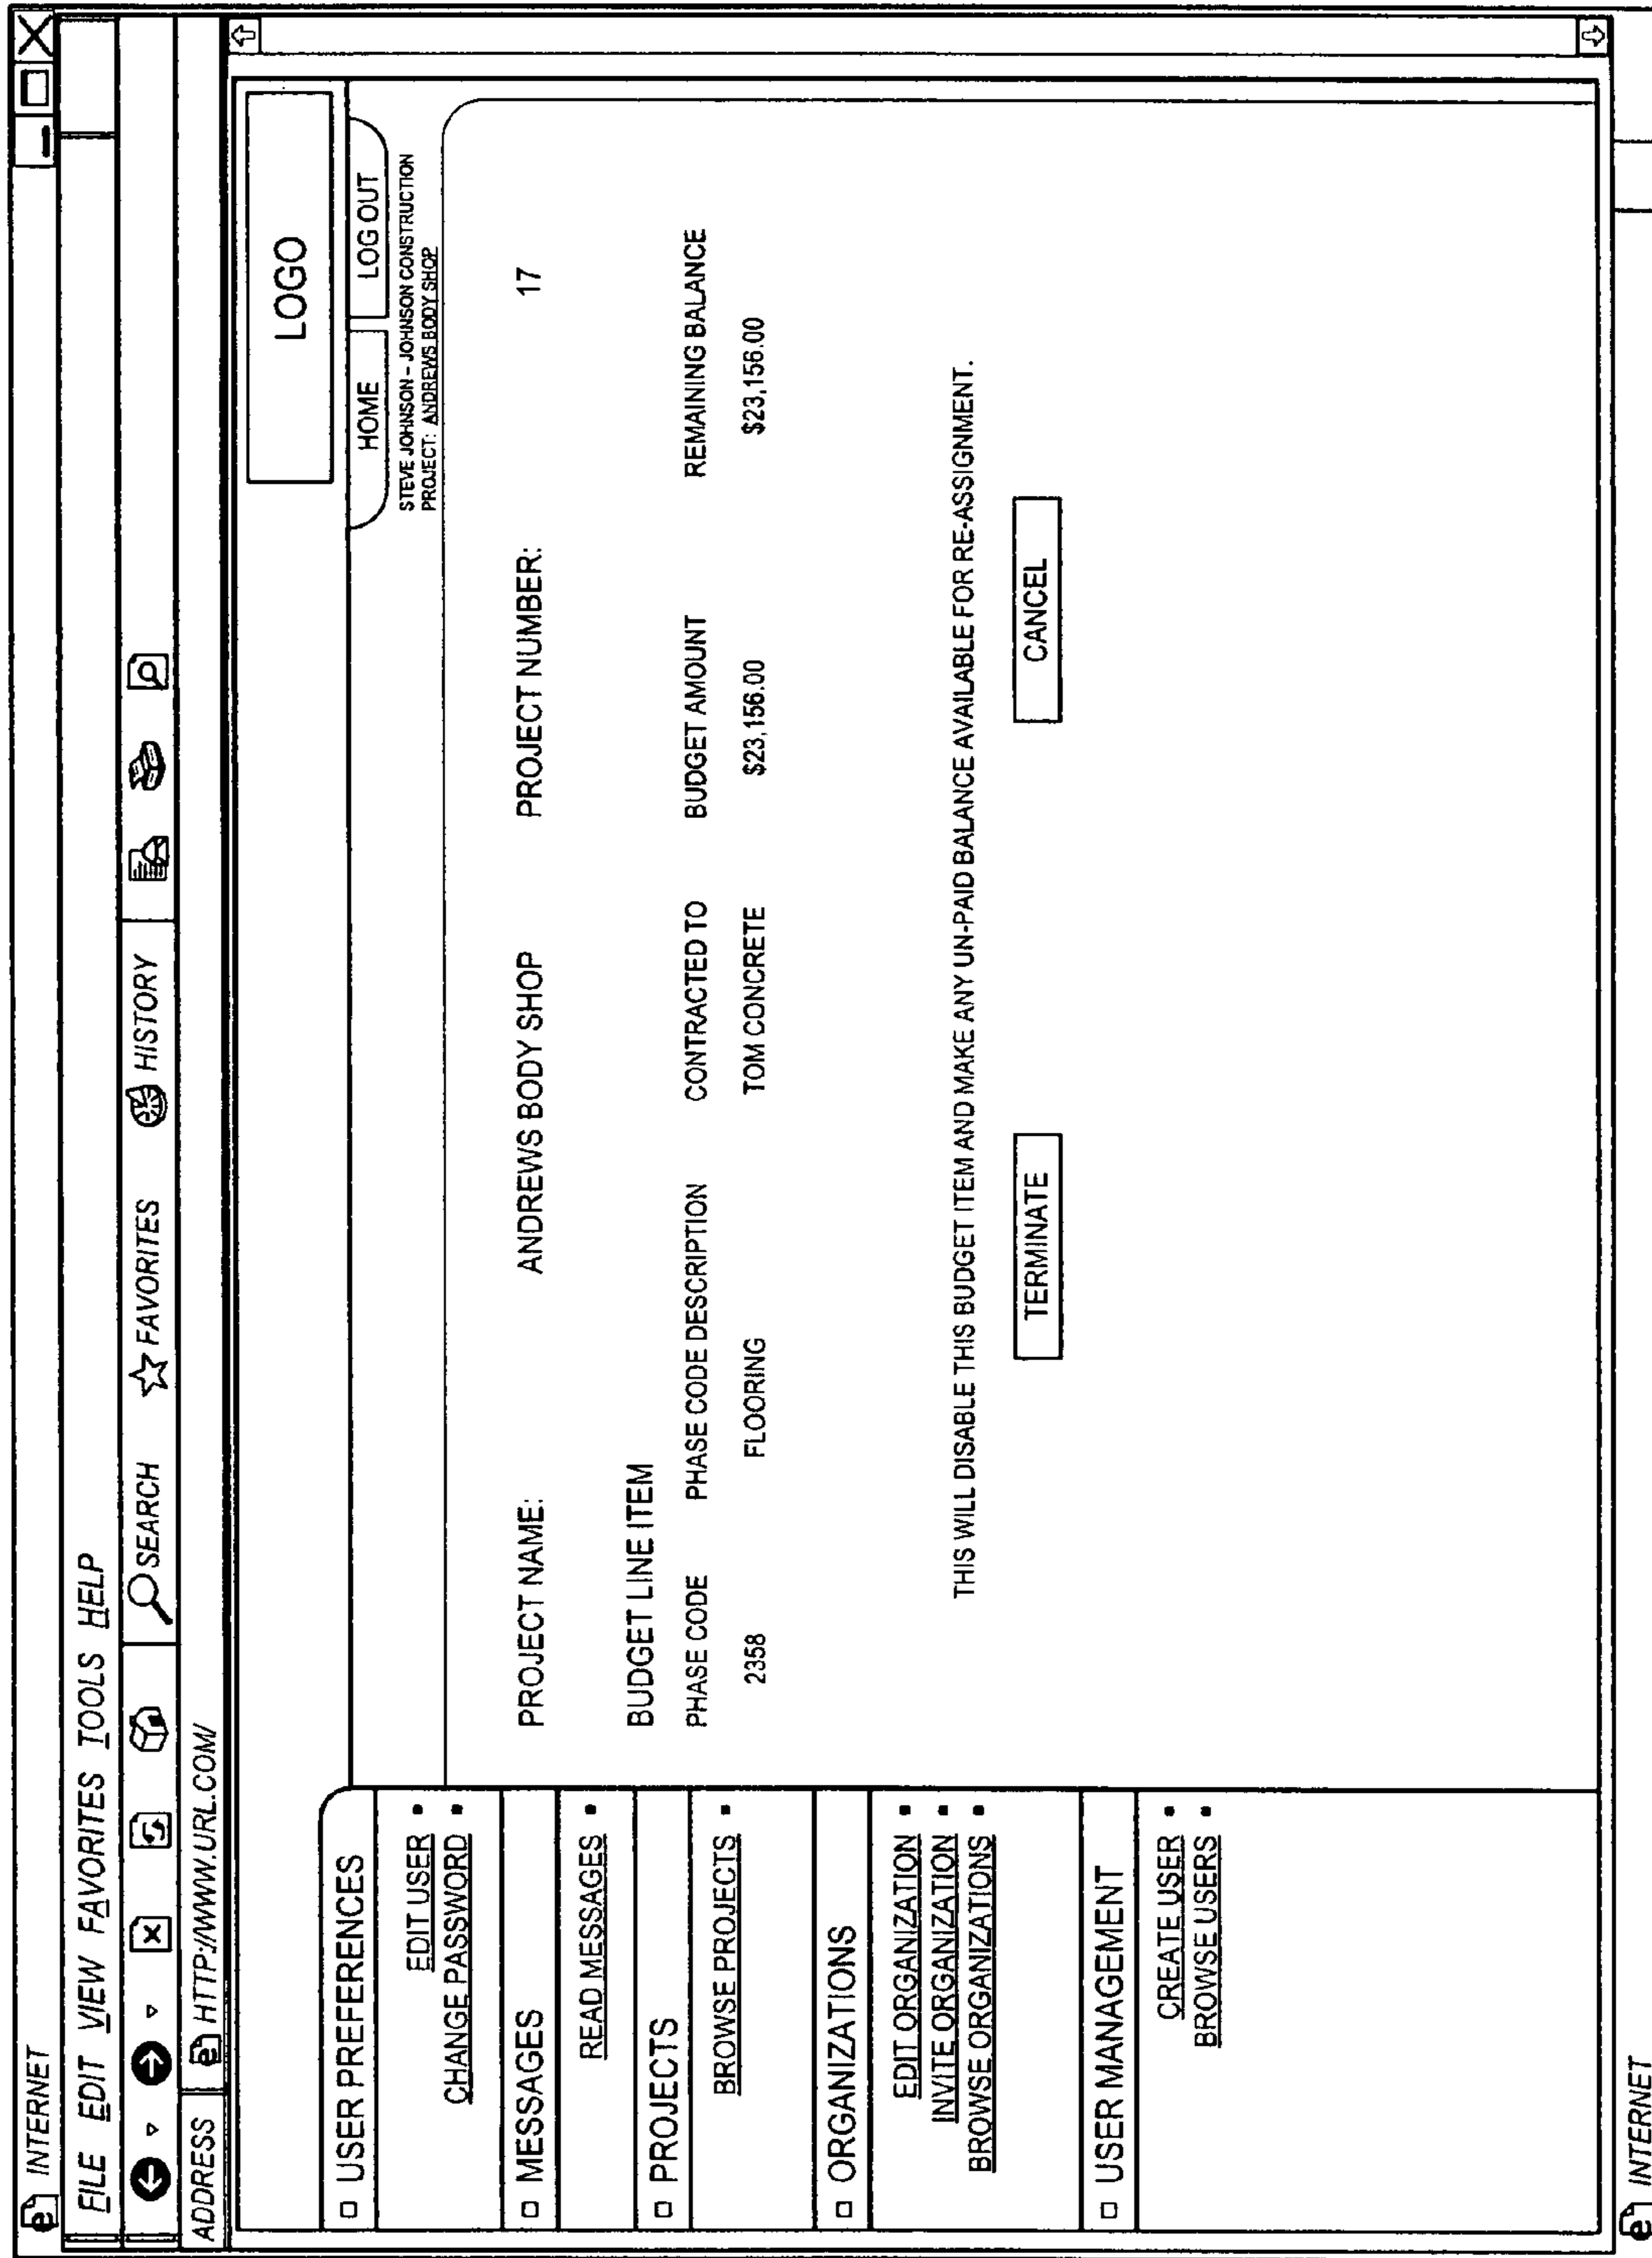 INTERNET
FILE EDIT VIEW FAVORITES TOOLS HELP
SEARCH FAVORITES HISTORY
ADDRESS HTTP://WWW.URL.COM/
LOGO
HOME LOG OUT
STEVE JOHNSON – JOHNSON CONSTRUCTION
PROJECT: ANDREWS BODY SHOP
USER PREFERENCES
EDIT USER
CHANGE PASSWORD
MESSAGES
READ MESSAGES
PROJECTS
BROWSE PROJECTS
ORGANIZATIONS
EDIT ORGANIZATION
INVITE ORGANIZATION
BROWSE ORGANIZATIONS
USER MANAGEMENT
CREATE USER
BROWSE USERS
PROJECT NAME: ANDREWS BODY SHOP PROJECT NUMBER: 17
BUDGET LINE ITEM
PHASE CODE PHASE CODE DESCRIPTION CONTRACTED TO BUDGET AMOUNT REMAINING BALANCE
2358 FLOORING TOM CONCRETE $23,156.00 $23,156.00
THIS WILL DISABLE THIS BUDGET ITEM AND MAKE ANY UN-PAID BALANCE AVAILABLE FOR RE-ASSIGNMENT.
TERMINATE CANCEL
INTERNET